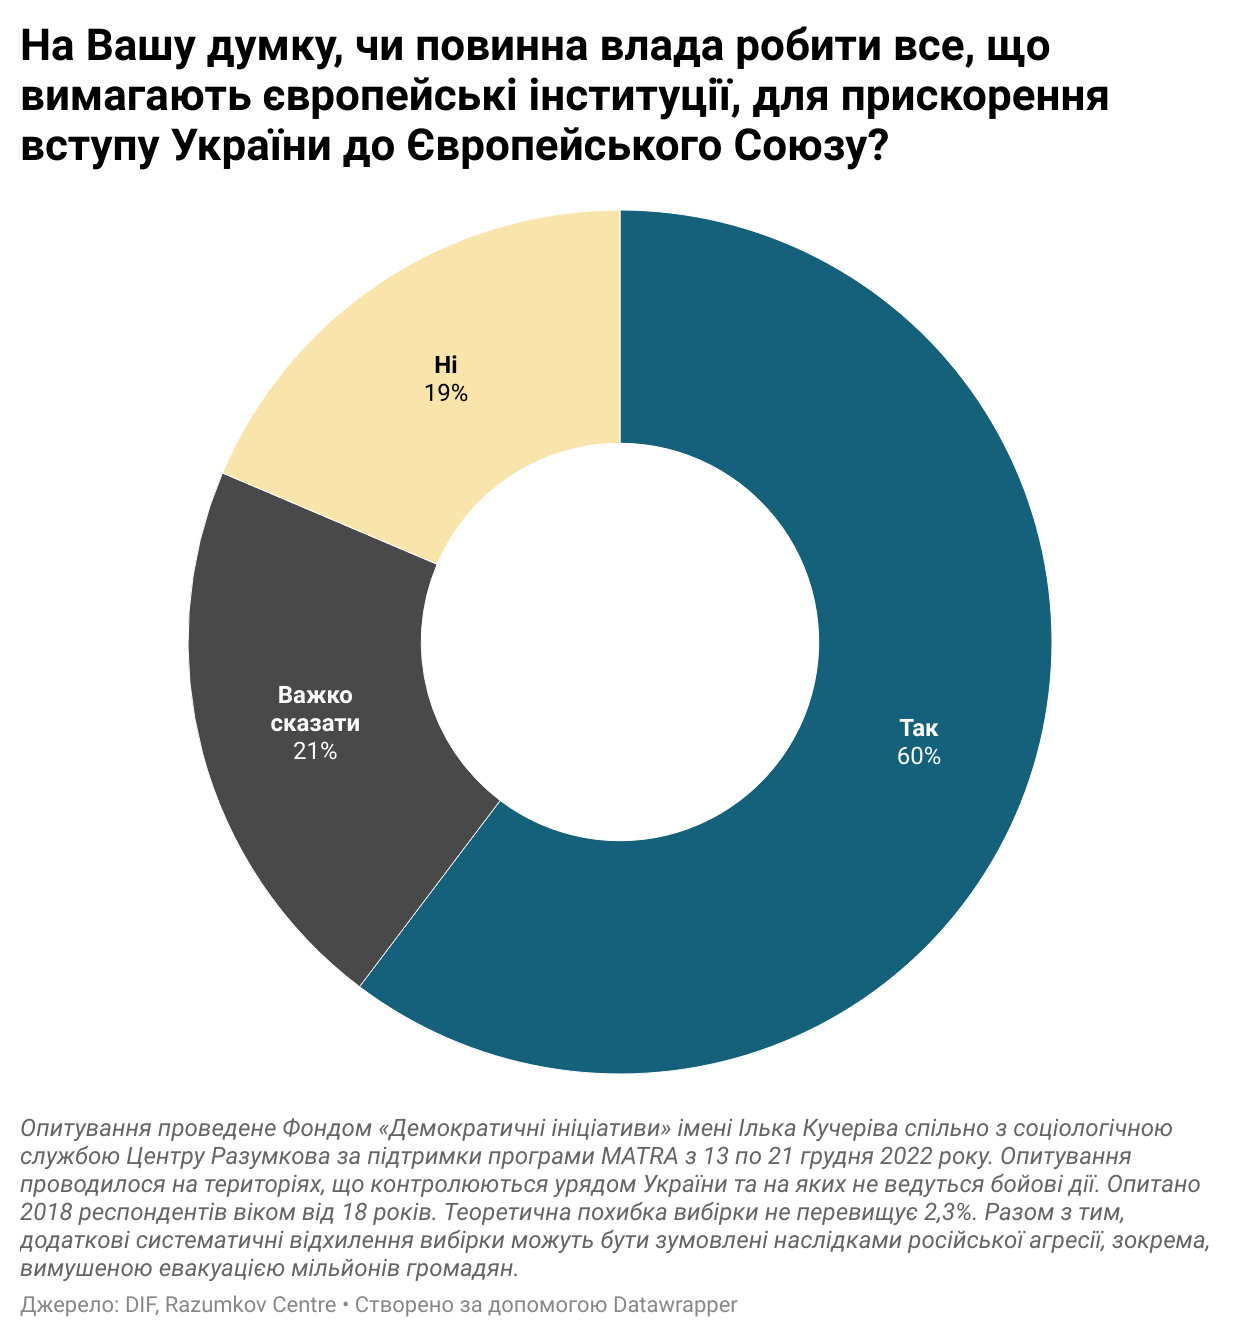 На Вашу думку, чи повинна влада робити все, що
вимагають європейські інституції, для прискорення
вступу України до Європейського Союзу?
Ні
19%
Важко
сказати
21%
Так
60%
Опитування проведене Фондом «Демократичні ініціативи» імені Ілька Кучеріва спільно з соціологічною
службою Центру Разумкова за підтримки програми MATRA з 13 по 21 грудня 2022 року. Опитування
проводилося на територіях, що контролюються урядом України та на яких не ведуться бойові дії. Опитано
2018 респондентів віком від 18 років. Теоретична похибка вибірки не перевищує 2,3%. Разом з тим,
додаткові систематичні відхилення вибірки можуть бути зумовлені наслідками російської агресії, зокрема,
вимушеною евакуацією мільйонів громадян.
Джерело: DIF, Razumkov Centre • Створено за допомогою Datawrapper